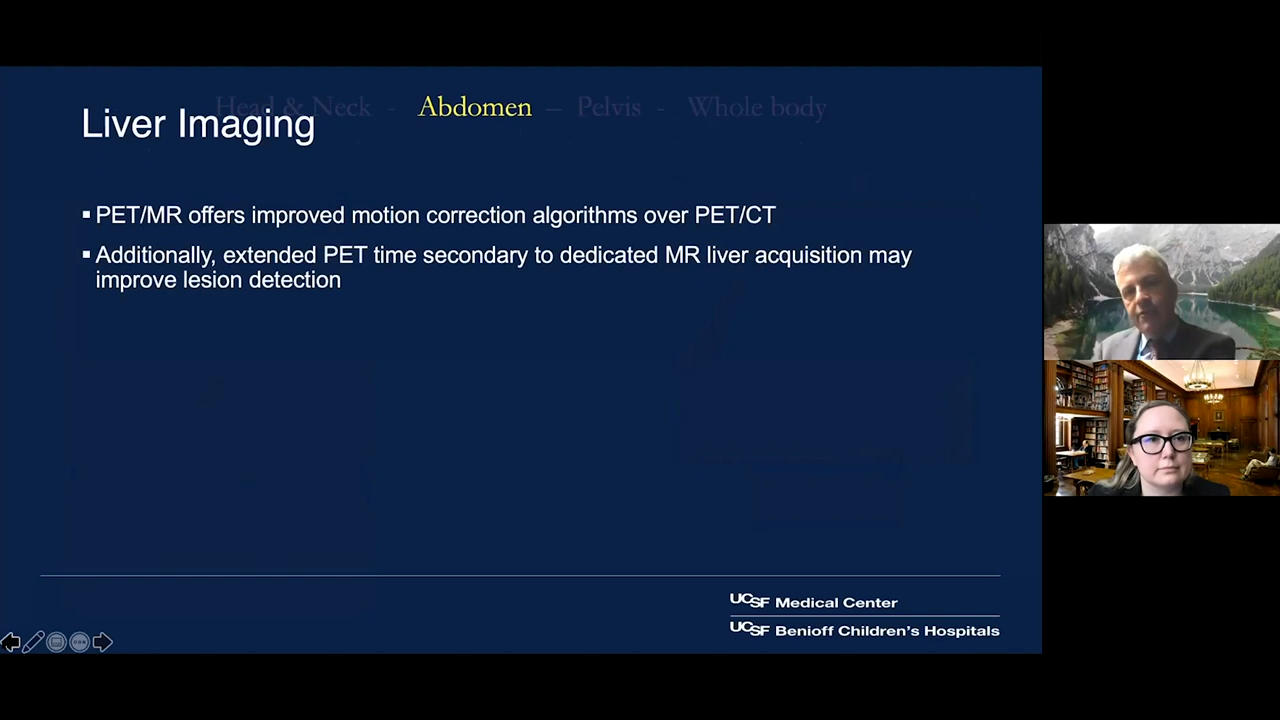 Head & Neck - Abdomen – Pelvis - Whole body
Liver Imaging
▪ PET/MR offers improved motion correction algorithms over PET/CT
▪ Additionally, extended PET time secondary to dedicated MR liver acquisition may
improve lesion detection
UCSF Medical Center
UCSF Benioff Children's Hospitals